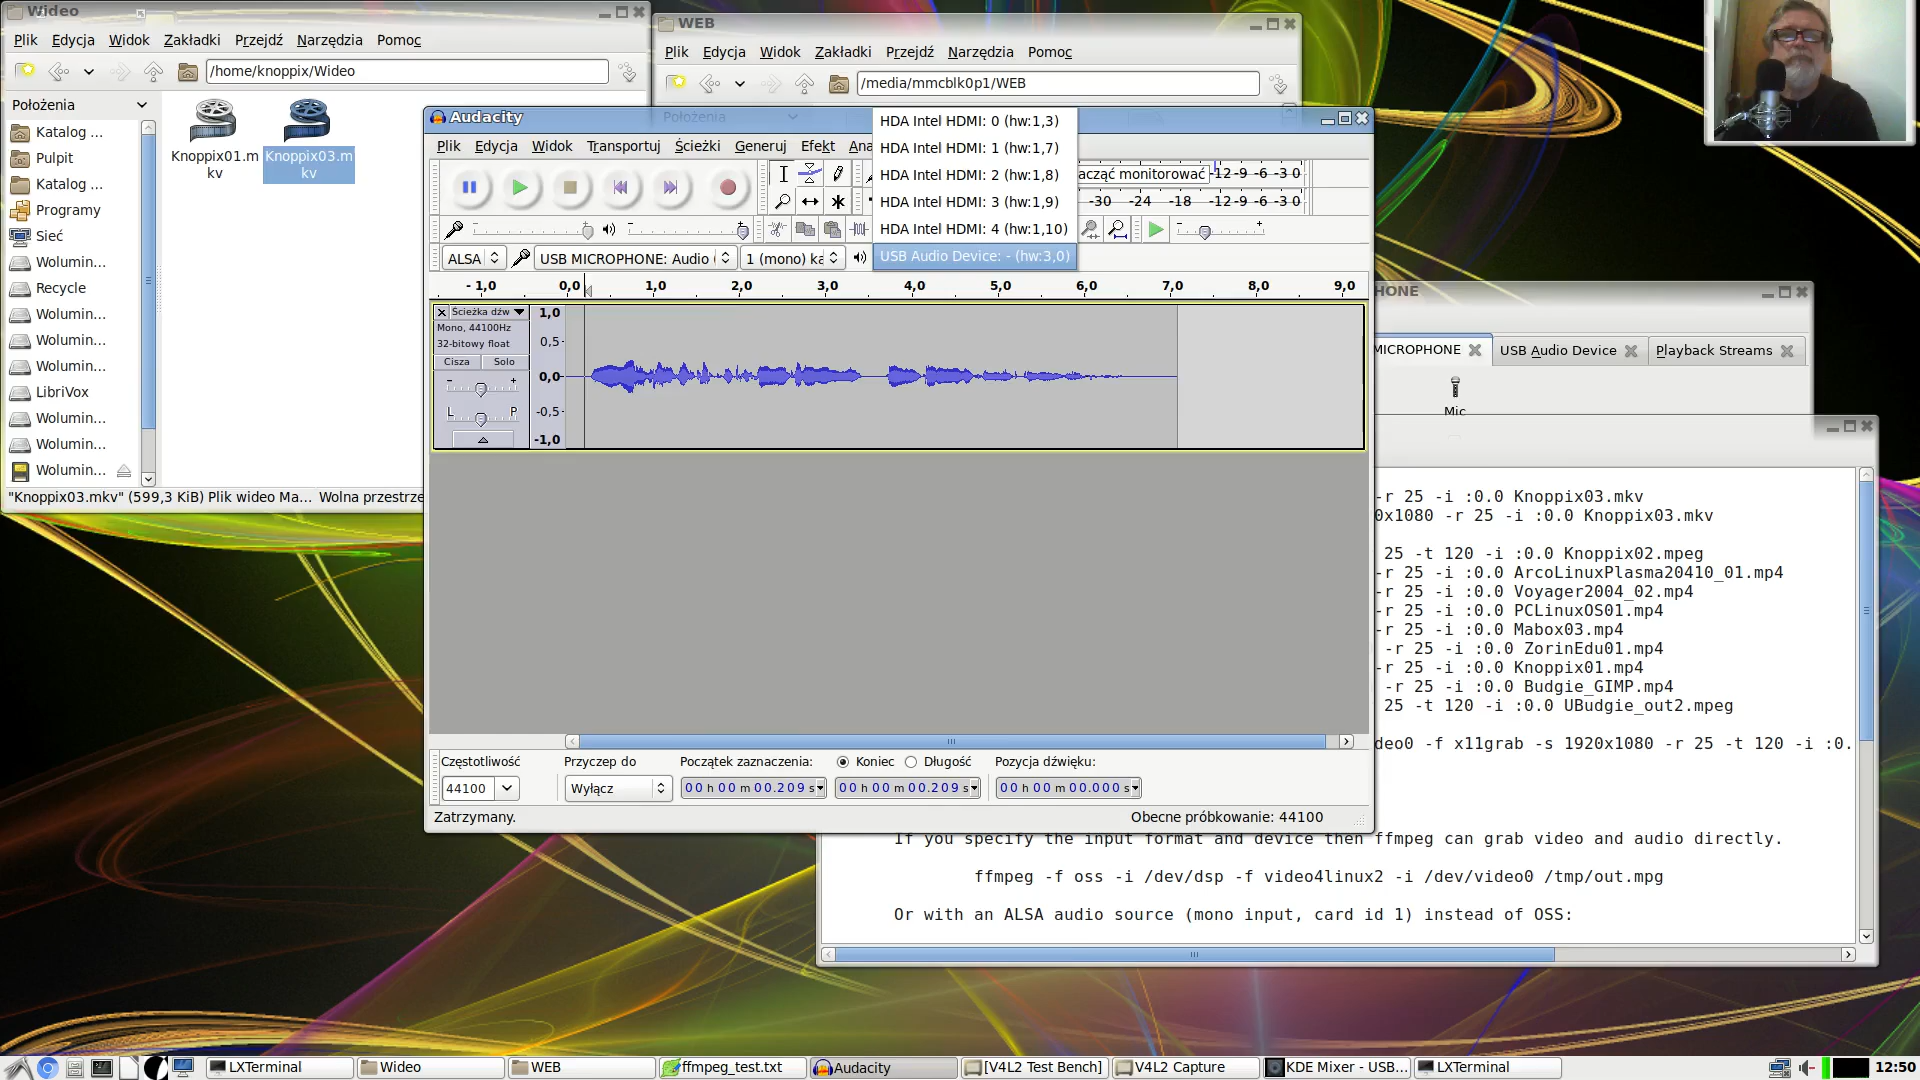 Wideo
Plik Edycja Widok Zakładki Przejdź Narzędzia Pomoc
/home/knoppix/Wideo
Położenia
Katalog ...
Pulpit
Katalog ...
Programy
Sieć
Wolumin...
Recycle
Wolumin...
Wolumin...
Wolumin...
LibriVox
Wolumin...
Wolumin...
Wolumin...
Knoppix01.m
kv
Knoppix03.m
kv
"Knoppix03.mkv" (599,3 KiB) Plik wideo Ma... Wolna przestrze
WEB
Plik Edycja Widok Zakładki Przejdź Narzędzia Pomoc
/media/mmcblk0p1/WEB
Położenia
Audacity
Plik Edycja Widok Transportuj Ścieżki Generuj Efekt Ana
HDA Intel HDMI: 0 (hw:1,3)
HDA Intel HDMI: 1 (hw:1,7)
HDA Intel HDMI: 2 (hw:1,8)
HDA Intel HDMI: 3 (hw:1,9)
HDA Intel HDMI: 4 (hw:1,10)
USB Audio Device: - (hw:3,0)
acząć monitorować -12 -9 -6 -3 0
-30 -24 -18 -12 -9 -6 -3 0
ALSA USB MICROPHONE: Audio ( 1 (mono) ka
- 1,0 0,0 1,0 2,0 3,0 4,0 5,0 6,0 7,0 8,0 9,0
Ścieżka dźw
Mono, 44100Hz
32-bitowy float
Cisza Solo
- +
L P
1,0
0,5
0,0
-0,5
-1,0
Częstotliwość Przyczep do Początek zaznaczenia: Koniec Długość Pozycja dźwięku:
44100 Wyłącz 00 h 00 m 00.209 s 00 h 00 m 00.209 s 00 h 00 m 00.000 s
Zatrzymany. Obecne próbkowanie: 44100
HONE
MICROPHONE USB Audio Device Playback Streams
Mic
-r 25 -i :0.0 Knoppix03.mkv
0x1080 -r 25 -i :0.0 Knoppix03.mkv
25 -t 120 -i :0.0 Knoppix02.mpeg
-r 25 -i :0.0 ArcoLinuxPlasma20410_01.mp4
-r 25 -i :0.0 Voyager2004_02.mp4
-r 25 -i :0.0 PCLinuxOS01.mp4
-r 25 -i :0.0 Mabox03.mp4
-r 25 -i :0.0 ZorinEdu01.mp4
-r 25 -i :0.0 Knoppix01.mp4
-r 25 -i :0.0 Budgie_GIMP.mp4
25 -t 120 -i :0.0 UBudgie_out2.mpeg
deo0 -f x11grab -s 1920x1080 -r 25 -t 120 -i :0.
If you specify the input format and device then ffmpeg can grab video and audio directly.
ffmpeg -f oss -i /dev/dsp -f video4linux2 -i /dev/video0 /tmp/out.mpg
Or with an ALSA audio source (mono input, card id 1) instead of OSS:
LXTerminal Wideo WEB ffmpeg_test.txt Audacity [V4L2 Test Bench] V4L2 Capture KDE Mixer - USB... LXTerminal 12:50